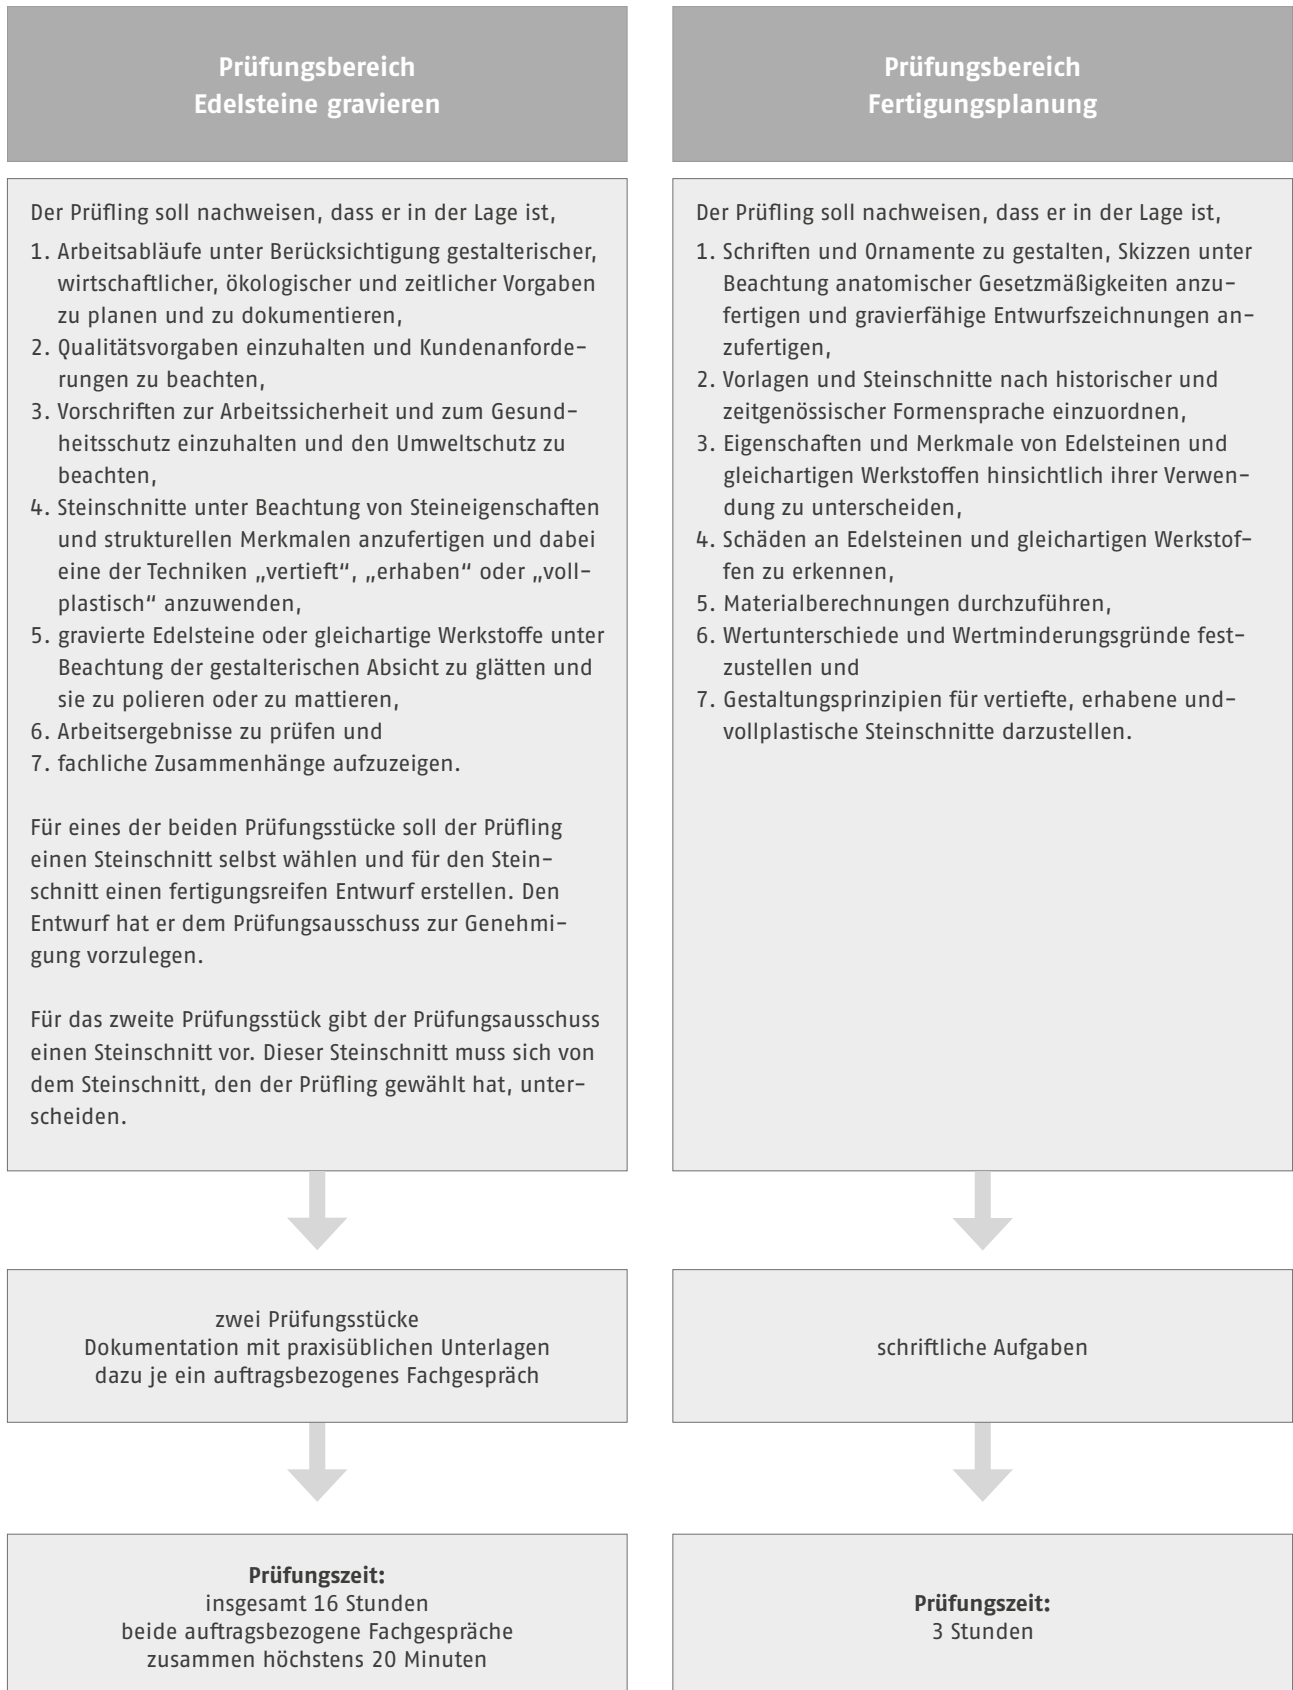 Prüfungsbereich
Edelsteine gravieren
Der Prüfling soll nachweisen, dass er in der Lage ist,
1. Arbeitsabläufe unter Berücksichtigung gestalterischer,
wirtschaftlicher, ökologischer und zeitlicher Vorgaben
zu planen und zu dokumentieren,
2. Qualitätsvorgaben einzuhalten und Kundenanforde-
rungen zu beachten,
3. Vorschriften zur Arbeitssicherheit und zum Gesund-
heitsschutz einzuhalten und den Umweltschutz zu
beachten,
4. Steinschnitte unter Beachtung von Steineigenschaften
und strukturellen Merkmalen anzufertigen und dabei
eine der Techniken „vertieft“, „erhaben“ oder „voll-
plastisch“ anzuwenden,
5. gravierte Edelsteine oder gleichartige Werkstoffe unter
Beachtung der gestalterischen Absicht zu glätten und
sie zu polieren oder zu mattieren,
6. Arbeitsergebnisse zu prüfen und
7. fachliche Zusammenhänge aufzuzeigen.
Für eines der beiden Prüfungsstücke soll der Prüfling
einen Steinschnitt selbst wählen und für den Stein-
schnitt einen fertigungsreifen Entwurf erstellen. Den
Entwurf hat er dem Prüfungsausschuss zur Genehmi-
gung vorzulegen.
Für das zweite Prüfungsstück gibt der Prüfungsausschuss
einen Steinschnitt vor. Dieser Steinschnitt muss sich von
dem Steinschnitt, den der Prüfling gewählt hat, unter-
scheiden.
zwei Prüfungsstücke
Dokumentation mit praxisüblichen Unterlagen
dazu je ein auftragsbezogenes Fachgespräch
Prüfungszeit:
insgesamt 16 Stunden
beide auftragsbezogene Fachgespräche
zusammen höchstens 20 Minuten
Prüfungsbereich
Fertigungsplanung
Der Prüfling soll nachweisen, dass er in der Lage ist,
1. Schriften und Ornamente zu gestalten, Skizzen unter
Beachtung anatomischer Gesetzmäßigkeiten anzu-
fertigen und gravierfähige Entwurfszeichnungen an-
zufertigen,
2. Vorlagen und Steinschnitte nach historischer und
zeitgenössischer Formensprache einzuordnen,
3. Eigenschaften und Merkmale von Edelsteinen und
gleichartigen Werkstoffen hinsichtlich ihrer Verwen-
dung zu unterscheiden,
4. Schäden an Edelsteinen und gleichartigen Werkstof-
fen zu erkennen,
5. Materialberechnungen durchzuführen,
6. Wertunterschiede und Wertminderungsgründe fest-
zustellen und
7. Gestaltungsprinzipien für vertiefte, erhabene und-
vollplastische Steinschnitte darzustellen.
schriftliche Aufgaben
Prüfungszeit:
3 Stunden